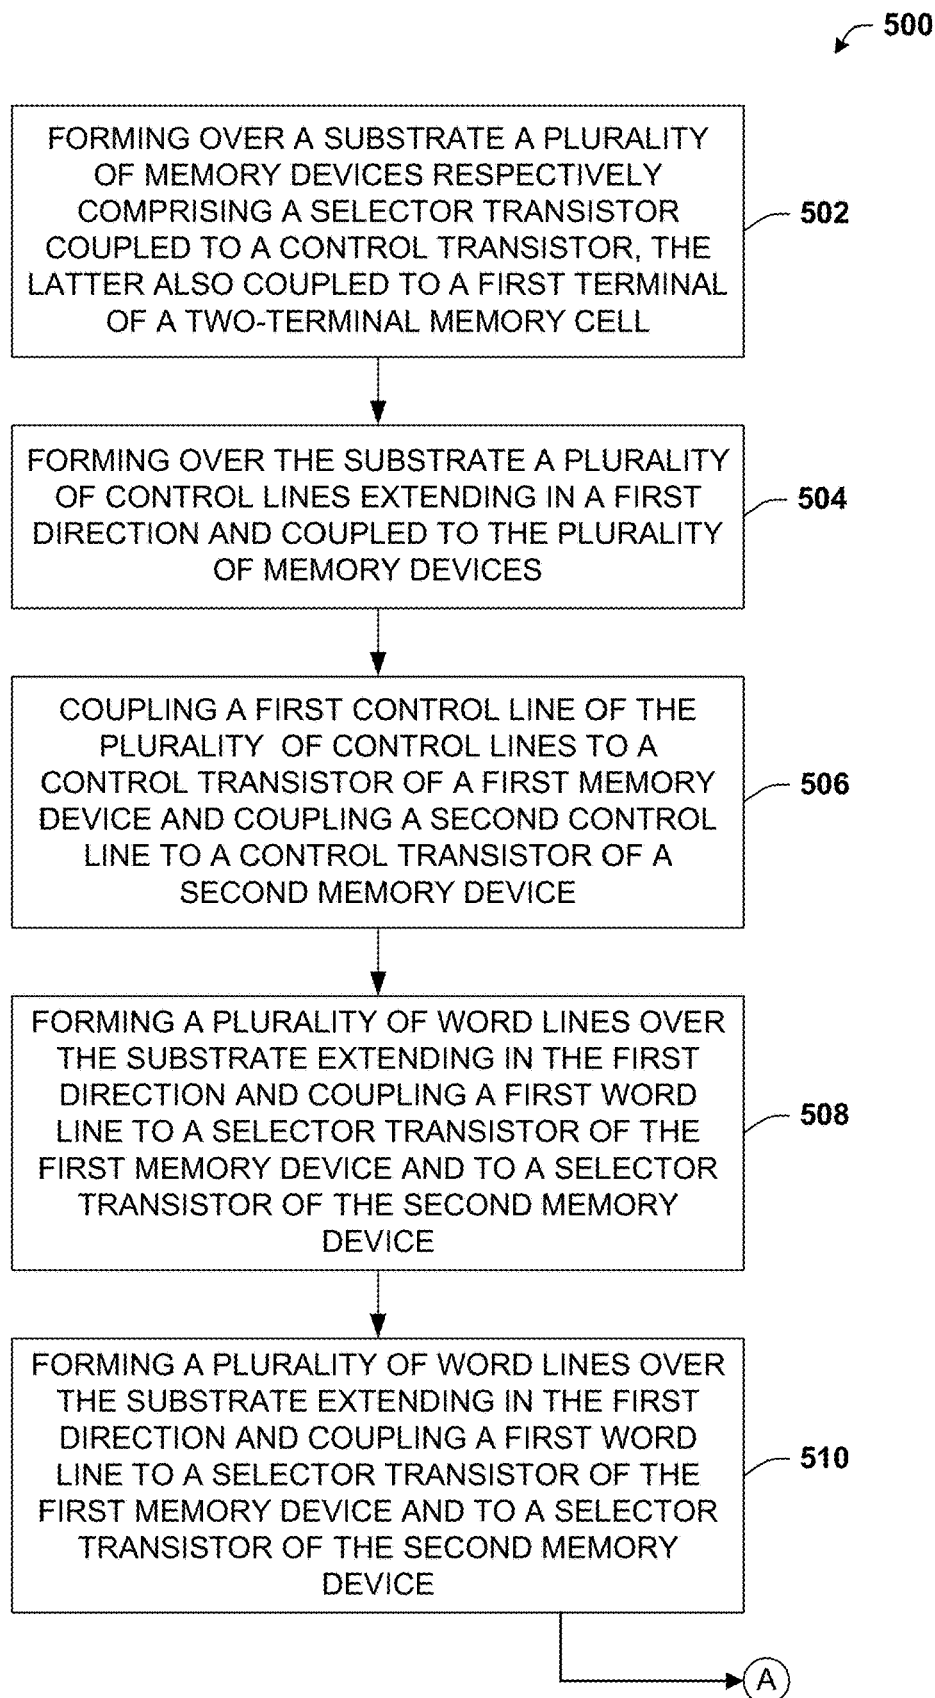 500
FORMING OVER A SUBSTRATE A PLURALITY
OF MEMORY DEVICES RESPECTIVELY
COMPRISING A SELECTOR TRANSISTOR
COUPLED TO A CONTROL TRANSISTOR, THE
LATTER ALSO COUPLED TO A FIRST TERMINAL
OF A TWO-TERMINAL MEMORY CELL
502
FORMING OVER THE SUBSTRATE A PLURALITY
OF CONTROL LINES EXTENDING IN A FIRST
DIRECTION AND COUPLED TO THE PLURALITY
OF MEMORY DEVICES
504
COUPLING A FIRST CONTROL LINE OF THE
PLURALITY OF CONTROL LINES TO A
CONTROL TRANSISTOR OF A FIRST MEMORY
DEVICE AND COUPLING A SECOND CONTROL
LINE TO A CONTROL TRANSISTOR OF A
SECOND MEMORY DEVICE
506
FORMING A PLURALITY OF WORD LINES OVER
THE SUBSTRATE EXTENDING IN THE FIRST
DIRECTION AND COUPLING A FIRST WORD
LINE TO A SELECTOR TRANSISTOR OF THE
FIRST MEMORY DEVICE AND TO A SELECTOR
TRANSISTOR OF THE SECOND MEMORY
DEVICE
508
FORMING A PLURALITY OF WORD LINES OVER
THE SUBSTRATE EXTENDING IN THE FIRST
DIRECTION AND COUPLING A FIRST WORD
LINE TO A SELECTOR TRANSISTOR OF THE
FIRST MEMORY DEVICE AND TO A SELECTOR
TRANSISTOR OF THE SECOND MEMORY
DEVICE
510
A